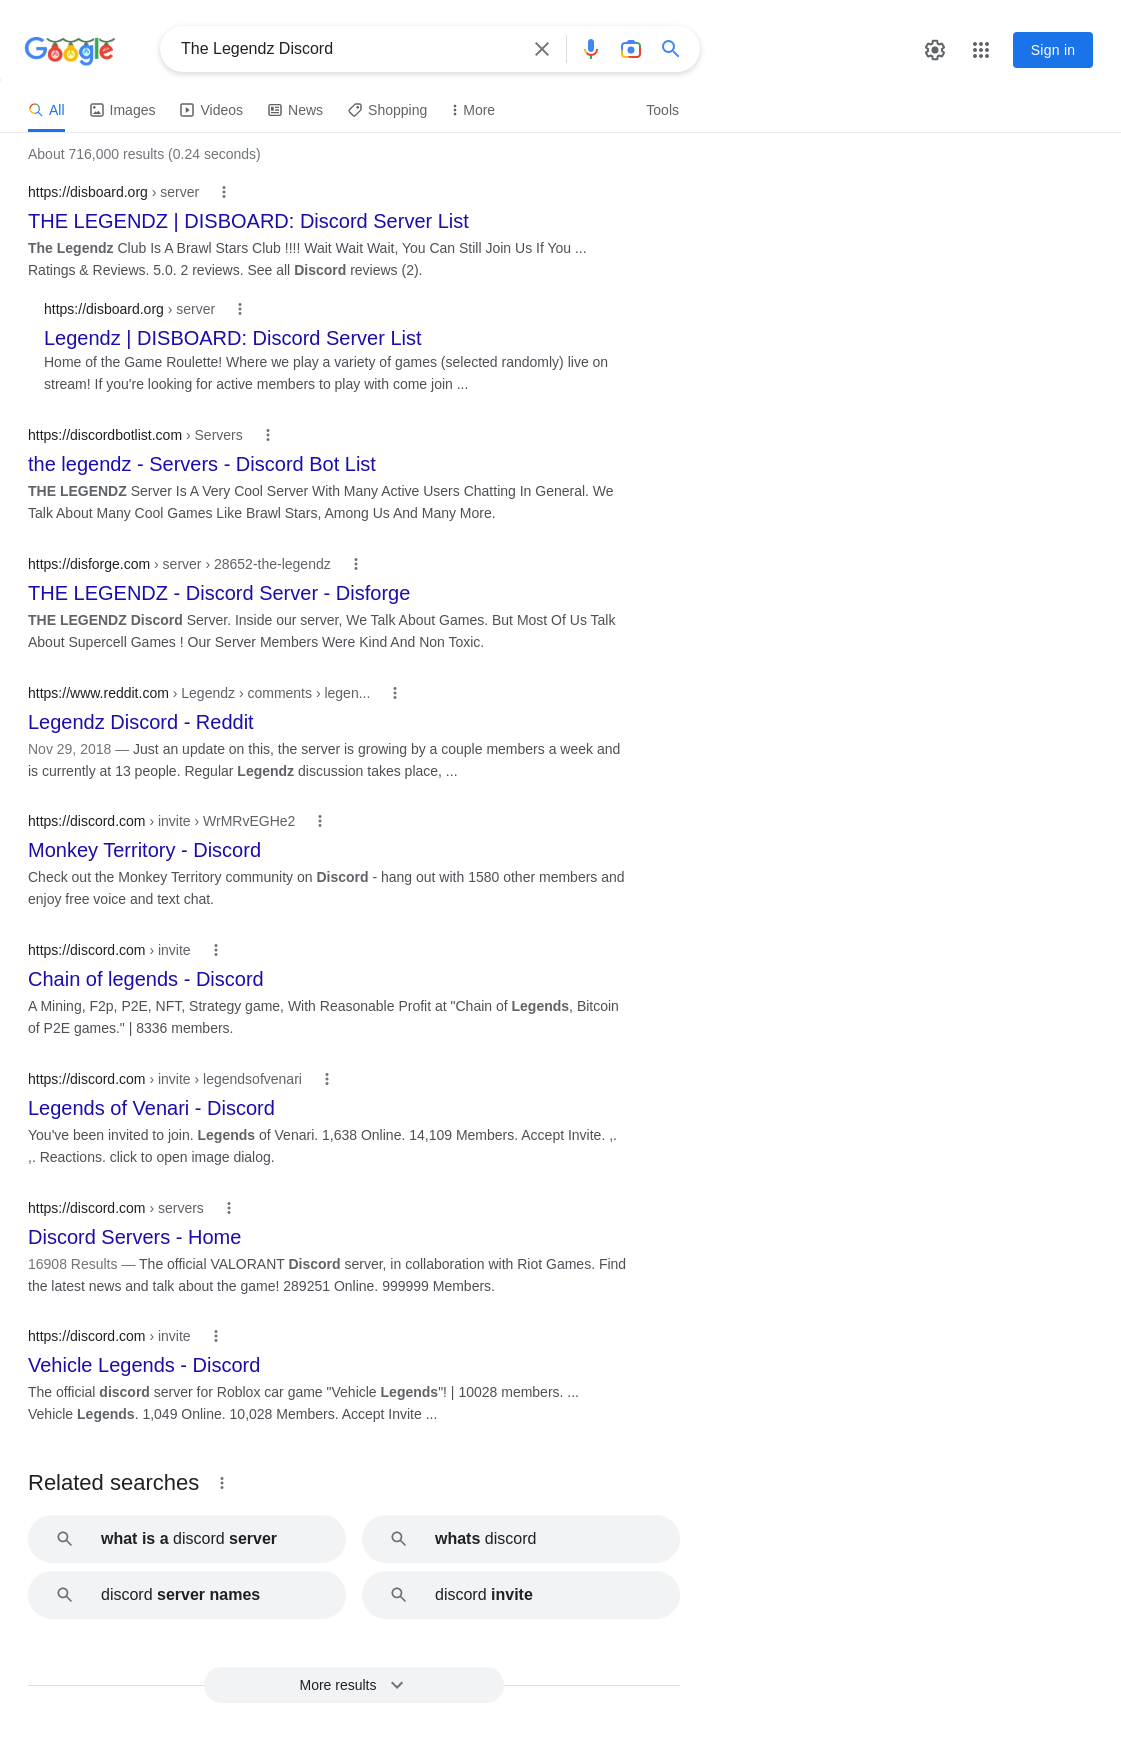 Google
The Legendz Discord
Sign in
All
Images
Videos
News
Shopping
More
Tools
About 716,000 results (0.24 seconds)
https://disboard.org › server
THE LEGENDZ | DISBOARD: Discord Server List
The Legendz Club Is A Brawl Stars Club !!!! Wait Wait Wait, You Can Still Join Us If You ...
Ratings & Reviews. 5.0. 2 reviews. See all Discord reviews (2).
https://disboard.org › server
Legendz | DISBOARD: Discord Server List
Home of the Game Roulette! Where we play a variety of games (selected randomly) live on
stream! If you're looking for active members to play with come join ...
https://discordbotlist.com › Servers
the legendz - Servers - Discord Bot List
THE LEGENDZ Server Is A Very Cool Server With Many Active Users Chatting In General. We
Talk About Many Cool Games Like Brawl Stars, Among Us And Many More.
https://disforge.com › server › 28652-the-legendz
THE LEGENDZ - Discord Server - Disforge
THE LEGENDZ Discord Server. Inside our server, We Talk About Games. But Most Of Us Talk
About Supercell Games ! Our Server Members Were Kind And Non Toxic.
https://www.reddit.com › Legendz › comments › legen...
Legendz Discord - Reddit
Nov 29, 2018 — Just an update on this, the server is growing by a couple members a week and
is currently at 13 people. Regular Legendz discussion takes place, ...
https://discord.com › invite › WrMRvEGHe2
Monkey Territory - Discord
Check out the Monkey Territory community on Discord - hang out with 1580 other members and
enjoy free voice and text chat.
https://discord.com › invite
Chain of legends - Discord
A Mining, F2p, P2E, NFT, Strategy game, With Reasonable Profit at "Chain of Legends, Bitcoin
of P2E games." | 8336 members.
https://discord.com › invite › legendsofvenari
Legends of Venari - Discord
You've been invited to join. Legends of Venari. 1,638 Online. 14,109 Members. Accept Invite. ,.
,. Reactions. click to open image dialog.
https://discord.com › servers
Discord Servers - Home
16908 Results — The official VALORANT Discord server, in collaboration with Riot Games. Find
the latest news and talk about the game! 289251 Online. 999999 Members.
https://discord.com › invite
Vehicle Legends - Discord
The official discord server for Roblox car game "Vehicle Legends"! | 10028 members. ...
Vehicle Legends. 1,049 Online. 10,028 Members. Accept Invite ...
Related searches
what is a discord server
whats discord
discord server names
discord invite
More results